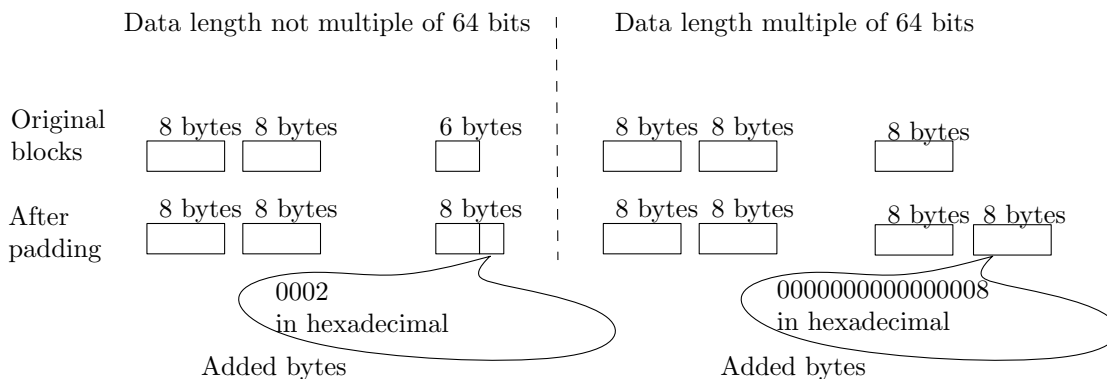 Data length not multiple of 64 bits
Data length multiple of 64 bits
Original
blocks
8 bytes 8 bytes 6 bytes
8 bytes 8 bytes 8 bytes
After
padding
8 bytes 8 bytes 8 bytes
8 bytes 8 bytes 8 bytes 8 bytes
0002
in hexadecimal
0000000000000008
in hexadecimal
Added bytes
Added bytes